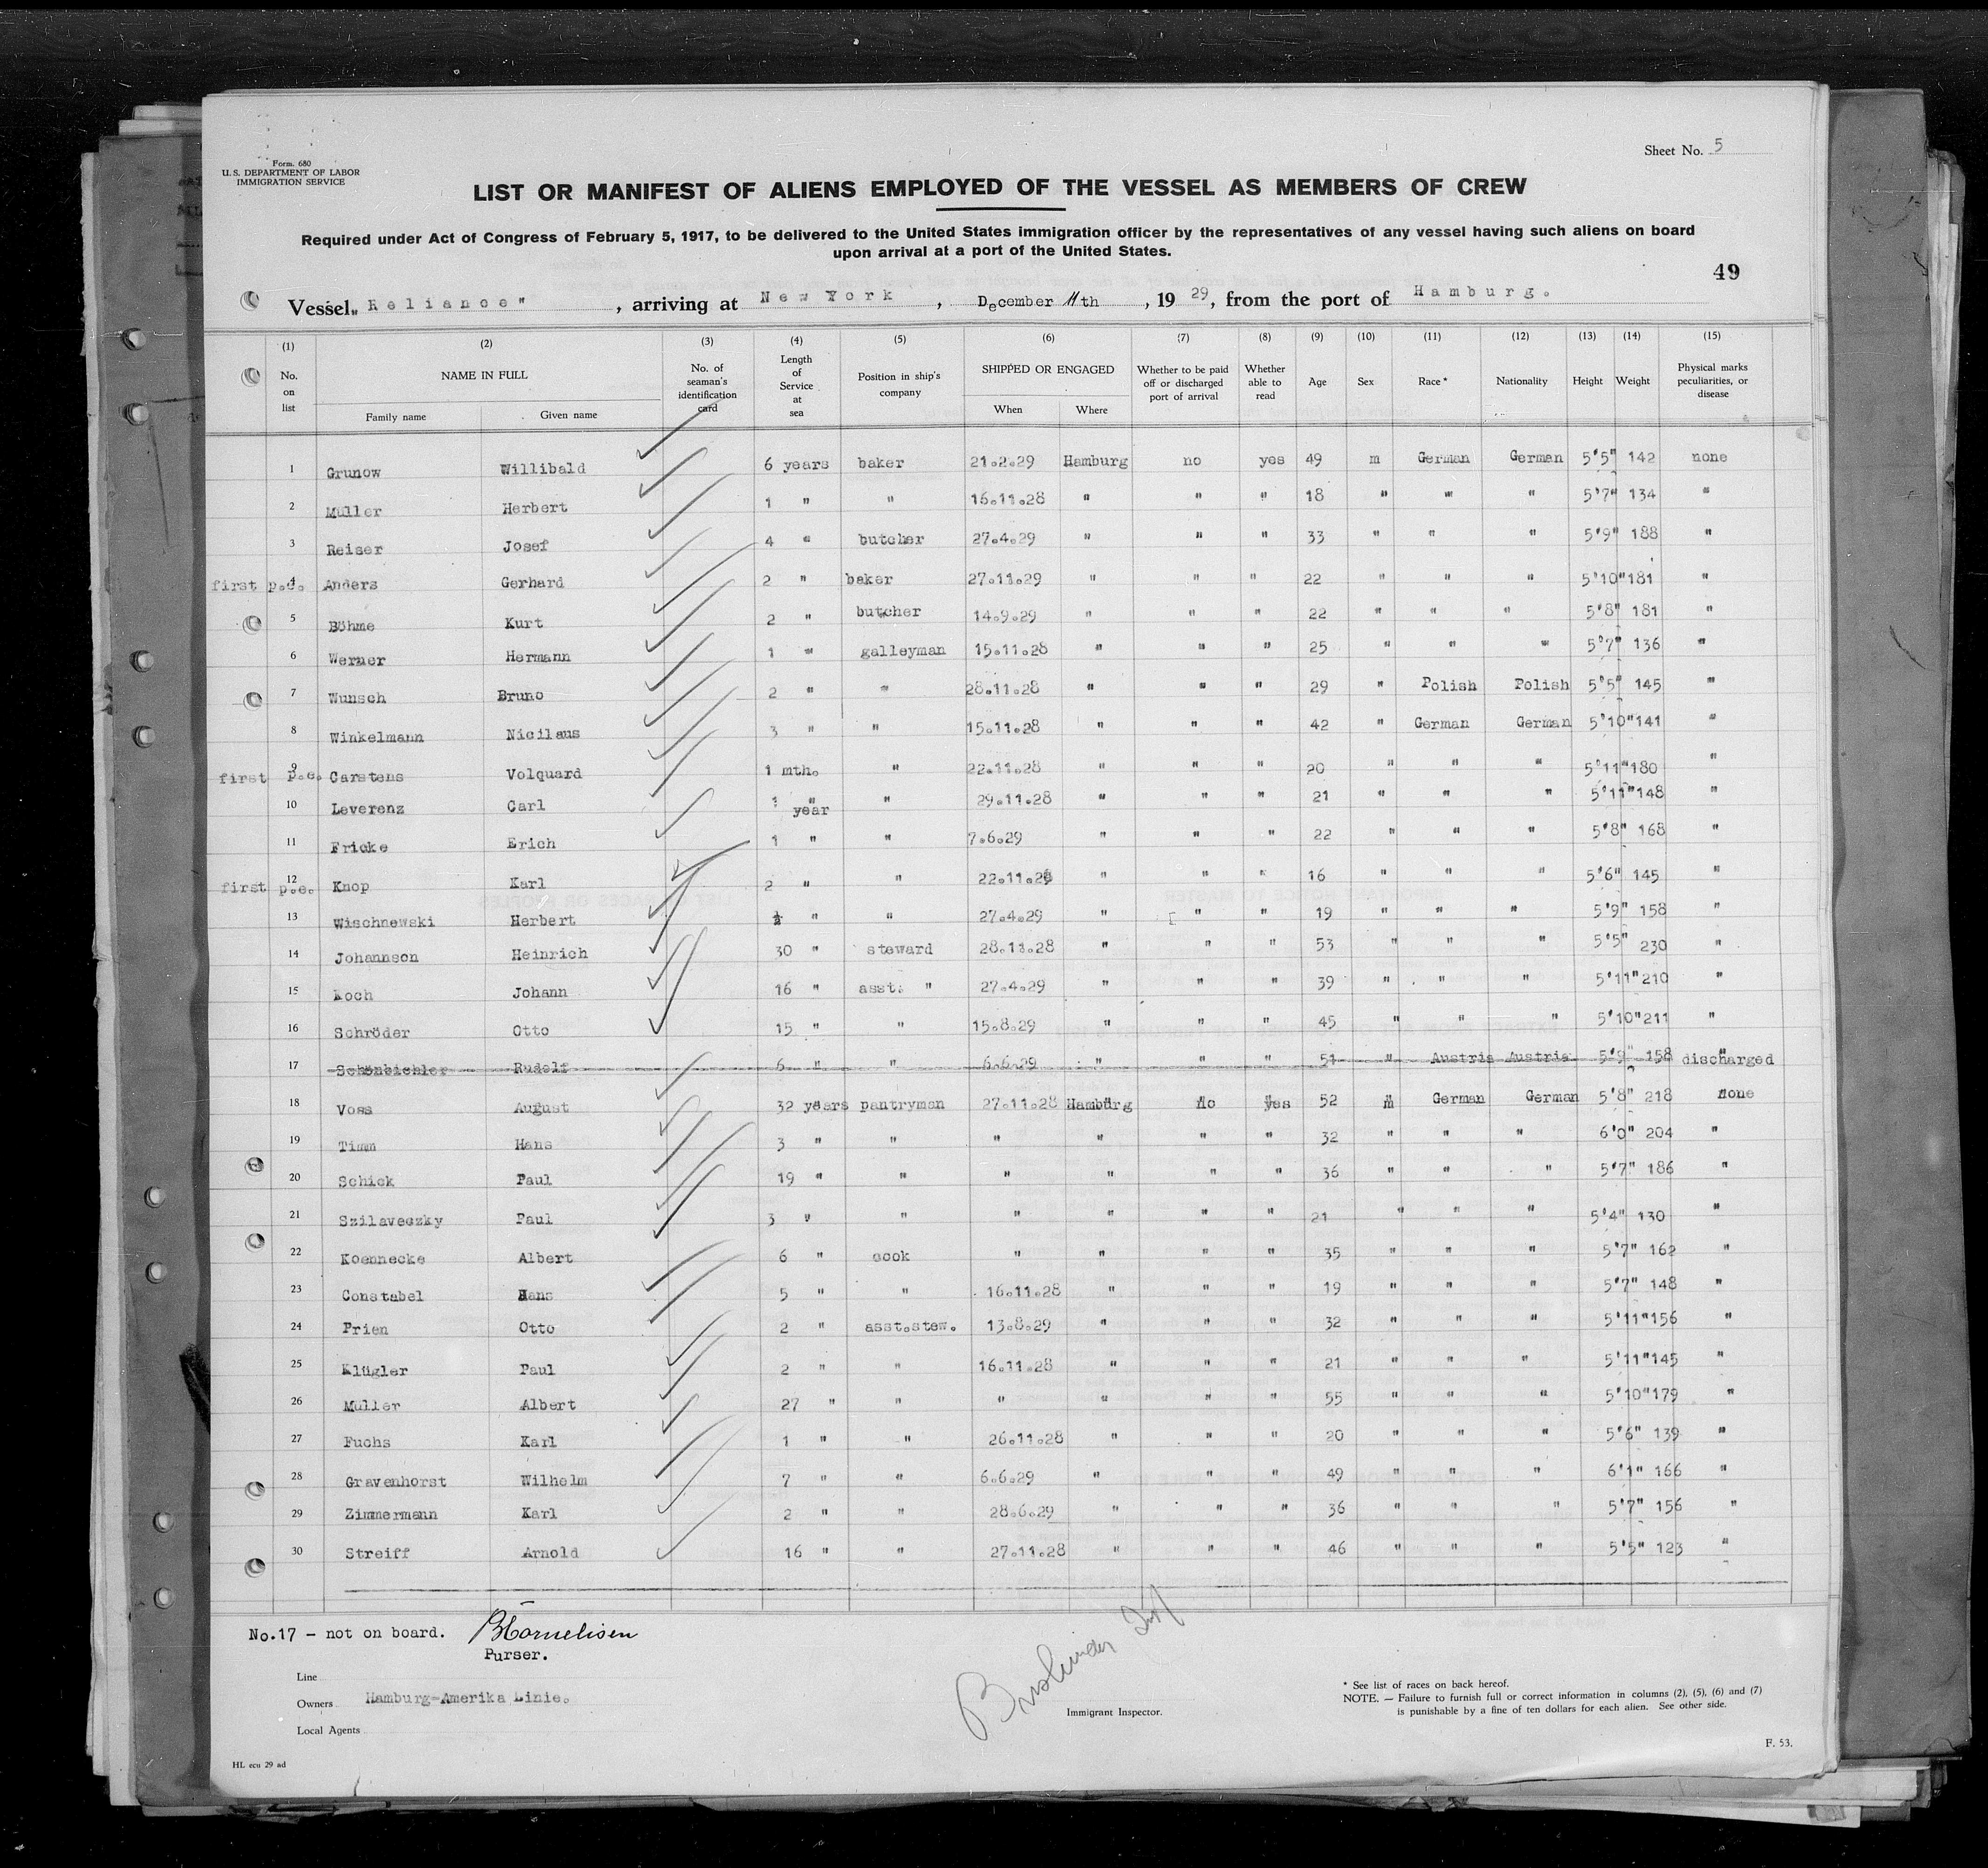 Form. 680
U.S. DEPARTMENT OF LABOR
IMMIGRATION SERVICE
Sheet No. 5
LIST OR MANIFEST OF ALIENS EMPLOYED OF THE VESSEL AS MEMBERS OF CREW
Required under Act of Congress of February 5, 1917, to be delivered to the United States immigration officer by the representatives of any vessel having such aliens on board
upon arrival at a port of the United States.
49
Vessel "Reliance", arriving at New York, December 11th, 1929, from the port of Hamburg.
(1) (2) (3) (4) (5) (6) (7) (8) (9) (10) (11) (12) (13) (14) (15)
No. on list NAME IN FULL Family name Given name No. of seaman's identification card Length of Service at sea Position in ship's company SHIPPED OR ENGAGED When Where Whether to be paid off or discharged port of arrival Whether able to read Age Sex Race* Nationality Height Weight Physical marks peculiarities, or disease
1 Grunow Willibald 6 years baker 21.2.29 Hamburg no yes 49 m German German 5'5" 142 none
2 Müller Herbert 1 " " 16.11.28 " " " 18 " " " 5'7" 134 "
3 Reiser Josef 4 " butcher 27.4.29 " " " 33 " " " 5'9" 188 "
first p.e. 4 Anders Gerhard 2 " baker 27.11.29 " " " 22 " " " 5'10" 181 "
5 Böhme Kurt 2 " butcher 14.9.29 " " " 22 " " " 5'8" 181 "
6 Werner Hermann 1 " galleyman 15.11.28 " " " 25 " " " 5'7" 136 "
7 Wunsch Bruno 2 " " 28.11.28 " " " 29 " Polish Polish 5'5" 145 "
8 Winkelmann Nicilaus 3 " " 15.11.28 " " " 42 " German German 5'10" 141 "
first p.e. 9 Carstens Volquard 1 mth. " 22.11.28 " " " 20 " " " 5'11" 180 "
10 Leverenz Carl 1 " year " 29.11.28 " " " 21 " " " 5'11" 148 "
11 Fricke Erich 1 " " 7.6.29 " " " 22 " " " 5'8" 168 "
first p.e. 12 Knop Karl 2 " " 22.11.29 " " " 16 " " " 5'6" 145 "
13 Wischnewski Herbert ½ " " 27.4.29 " " " 19 " " " 5'9" 158 "
14 Johannsen Heinrich 30 " steward 28.11.28 " " " 53 " " " 5'5" 230 "
15 Koch Johann 16 " asst. " 27.4.29 " " " 39 " " " 5'11" 210 "
16 Schröder Otto 15 " " 15.8.29 " " " 45 " " " 5'10" 211 "
17 Schönbichler Rudolf 6 " " 6.6.29 " " " 51 " Austria Austria 5'9" 158 " discharged
18 Voss August 32 years pantryman 27.11.28 Hamburg no yes 52 m German German 5'8" 218 none
19 Timm Hans 3 " " " " " " 32 " " " 6'0" 204 "
20 Schick Paul 19 " " " " " " 36 " " " 5'7" 186 "
21 Szilaveczky Paul 3 " " " " " " 21 " " " 5'4" 130 "
22 Koennecke Albert 6 " cook " " " " 35 " " " 5'7" 162 "
23 Constabel Hans 5 " " 16.11.28 " " " 19 " " " 5'7" 148 "
24 Prien Otto 2 " asst.stew. 13.8.29 " " " 32 " " " 5'11" 156 "
25 Klügler Paul 2 " " 16.11.28 " " " 21 " " " 5'11" 145 "
26 Müller Albert 27 " " " " " " 55 " " " 5'10" 179 "
27 Fuchs Karl 1 " " 26.11.28 " " " 20 " " " 5'6" 139 "
28 Gravenhorst Wilhelm 7 " " 6.6.29 " " " 49 " " " 6'1" 166 "
29 Zimmermann Karl 2 " " 28.6.29 " " " 36 " " " 5'7" 156 "
30 Streiff Arnold 16 " " 27.11.28 " " " 46 " " " 5'5" 123 "
No.17 - not on board. Cornelisen
Purser.
Line
Owners Hamburg-Amerika Linie.
Local Agents
Immigrant Inspector.
* See list of races on back hereof.
NOTE. — Failure to furnish full or correct information in columns (2), (5), (6) and (7)
is punishable by a fine of ten dollars for each alien. See other side.
F. 53.
HL ecu 29 ad